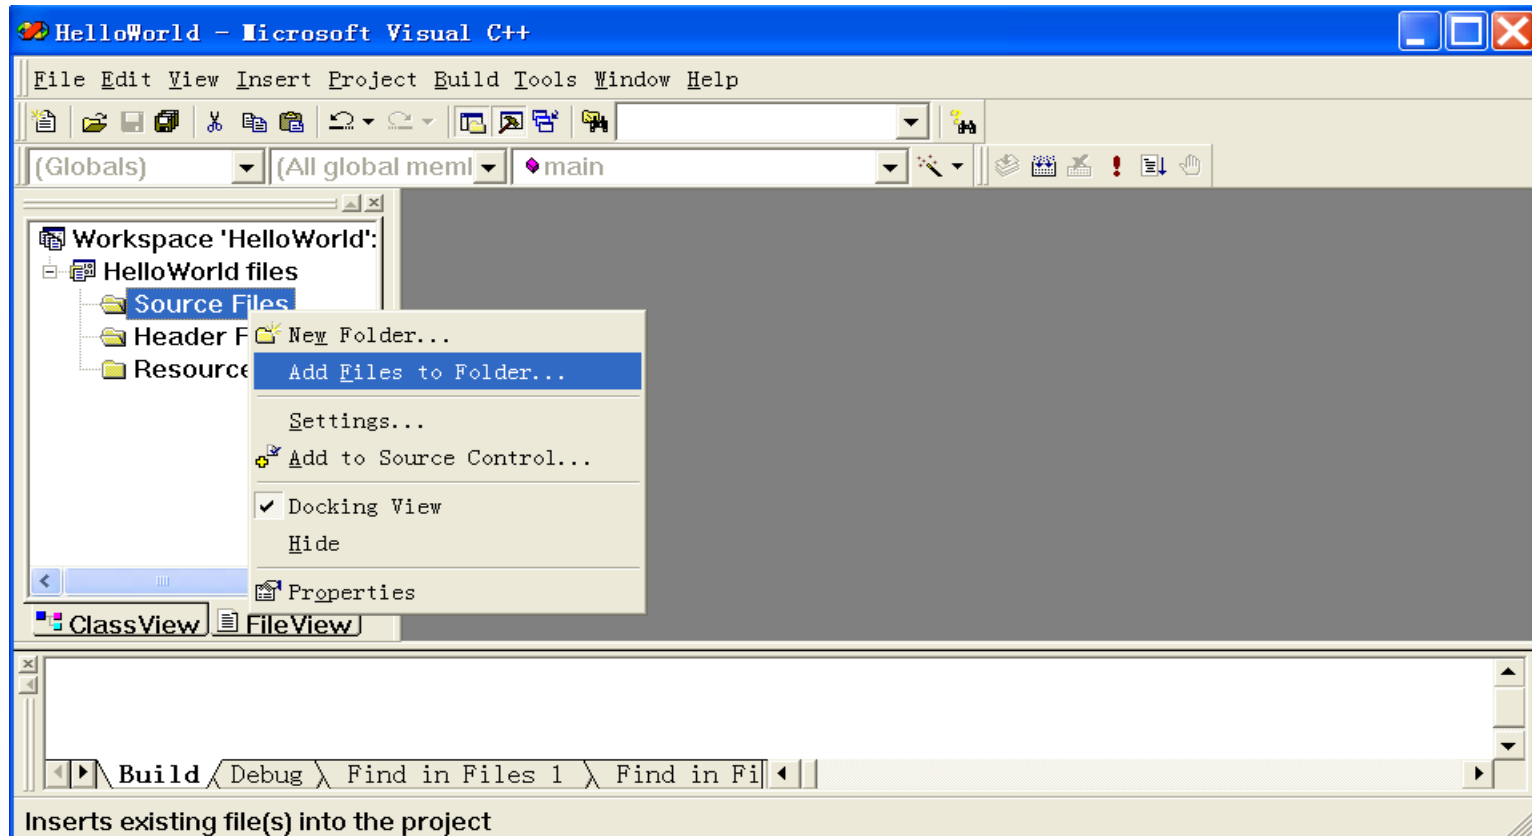 HelloWorld - Microsoft Visual C++
File Edit View Insert Project Build Tools Window Help
(Globals) (All global meml main
Workspace 'HelloWorld':
HelloWorld files
Source Files
Header F
Resource
New Folder...
Add Files to Folder...
Settings...
Add to Source Control...
Docking View
Hide
Properties
ClassView FileView
Build Debug Find in Files 1 Find in Fi
Inserts existing file(s) into the project